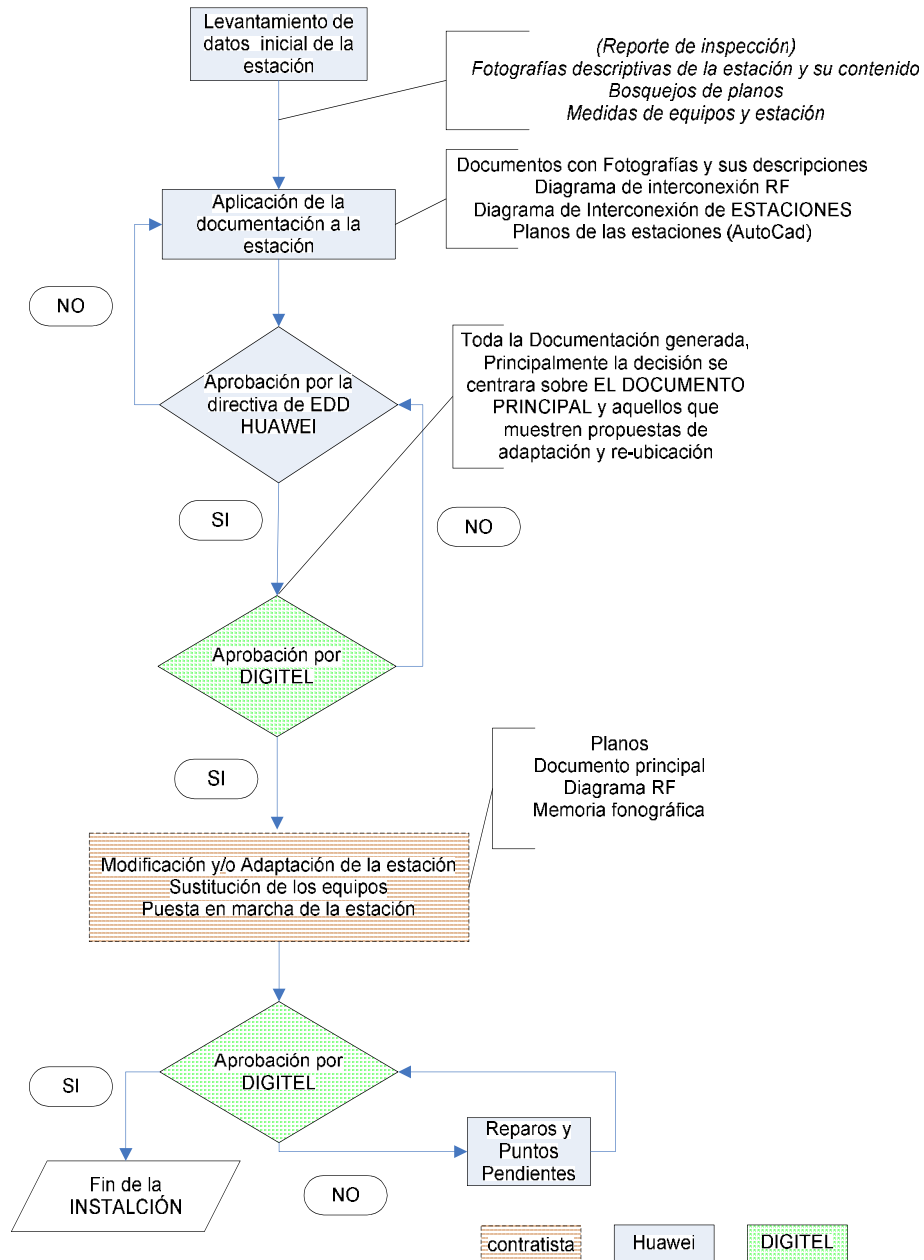 Levantamiento de
datos inicial de la
estación
(Reporte de inspección)
Fotografías descriptivas de la estación y su contenido
Bosquejos de planos
Medidas de equipos y estación
Aplicación de la
documentación a la
estación
Documentos con Fotografías y sus descripciones
Diagrama de interconexión RF
Diagrama de Interconexión de ESTACIONES
Planos de las estaciones (AutoCad)
NO
Aprobación por la
directiva de EDD
HUAWEI
Toda la Documentación generada,
Principalmente la decisión se
centrara sobre EL DOCUMENTO
PRINCIPAL y aquellos que
muestren propuestas de
adaptación y re-ubicación
SI
NO
Aprobación por
DIGITEL
SI
Planos
Documento principal
Diagrama RF
Memoria fonográfica
Modificación y/o Adaptación de la estación
Sustitución de los equipos
Puesta en marcha de la estación
Aprobación por
DIGITEL
SI
Reparos y
Puntos
Pendientes
NO
Fin de la
INSTALCIÓN
contratista
Huawei
DIGITEL